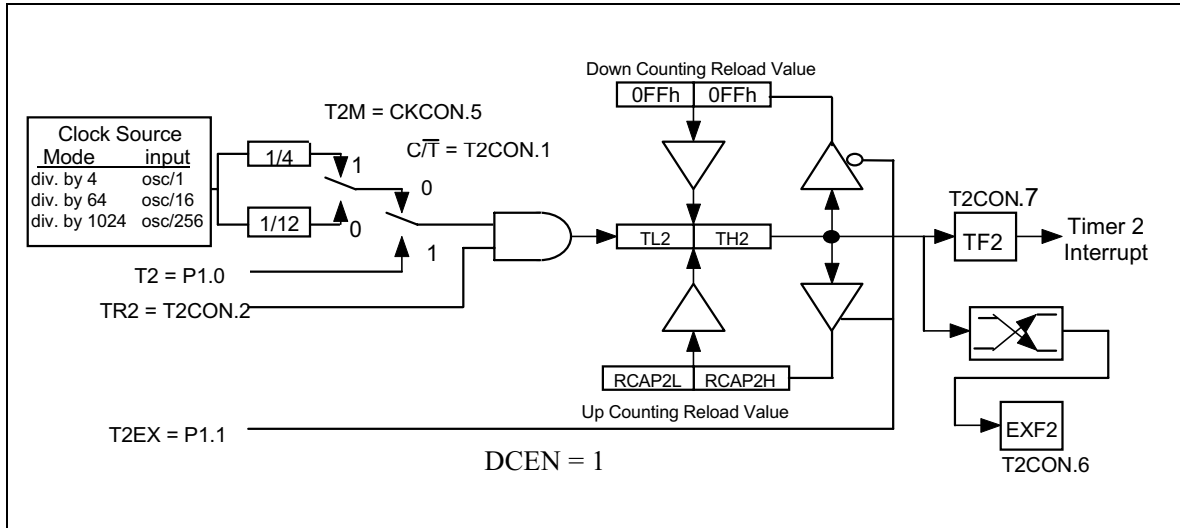 Down Counting Reload Value
0FFh 0FFh
T2M = CKCON.5
Clock Source
Mode input
div. by 4 osc/1
div. by 64 osc/16
div. by 1024 osc/256
1/4
1
C/T̅ = T2CON.1
0
1/12
0
1
TL2 TH2
T2CON.7
TF2
Timer 2
Interrupt
T2 = P1.0
TR2 = T2CON.2
RCAP2L RCAP2H
Up Counting Reload Value
T2EX = P1.1
EXF2
T2CON.6
DCEN = 1